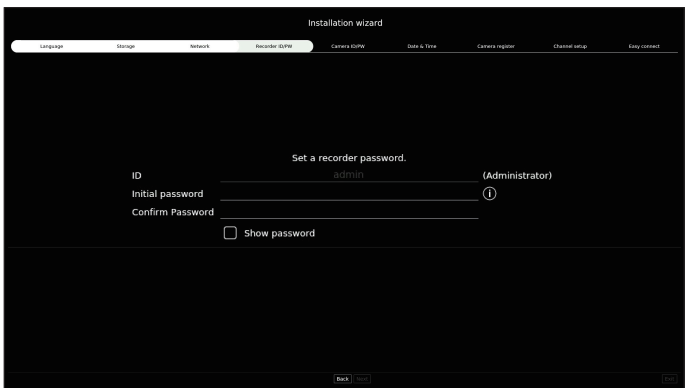 Installation wizard
Language Storage Network Recorder ID/PW Camera ID/PW Date & Time Camera register Channel setup Easy connect
Set a recorder password.
ID admin (Administrator)
Initial password
Confirm Password
Show password
Back Next Exit